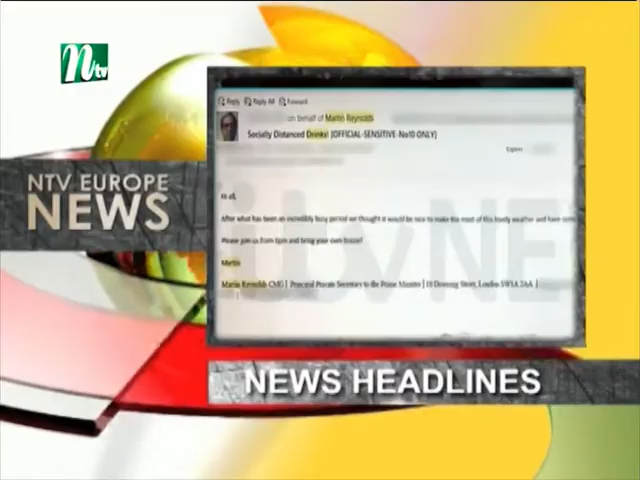 ntv
Reply Reply All Forward
on behalf of Martin Reynolds
Socially Distanced Drinks! [OFFICIAL-SENSITIVE-No10 ONLY]
Expires
Hi all,
After what has been an incredibly busy period we thought it would be nice to make the most of this lovely weather and have some
Please join us from 6pm and bring your own booze!
Martin
Martin Reynolds CMG | Principal Private Secretary to the Prime Minister | 10 Downing Street, London SW1A 2AA |
NTV EUROPE
NEWS
NEWS HEADLINES